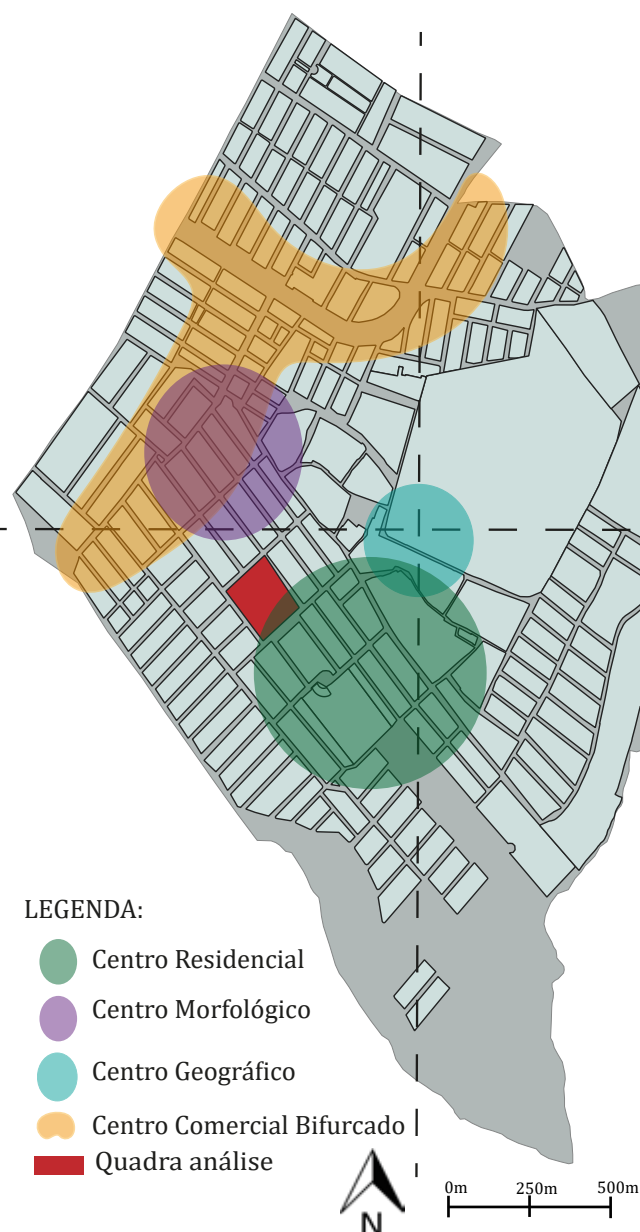 LEGENDA:
Centro Residencial
Centro Morfológico
Centro Geográfico
Centro Comercial Bifurcado
Quadra análise
N
0m 250m 500m